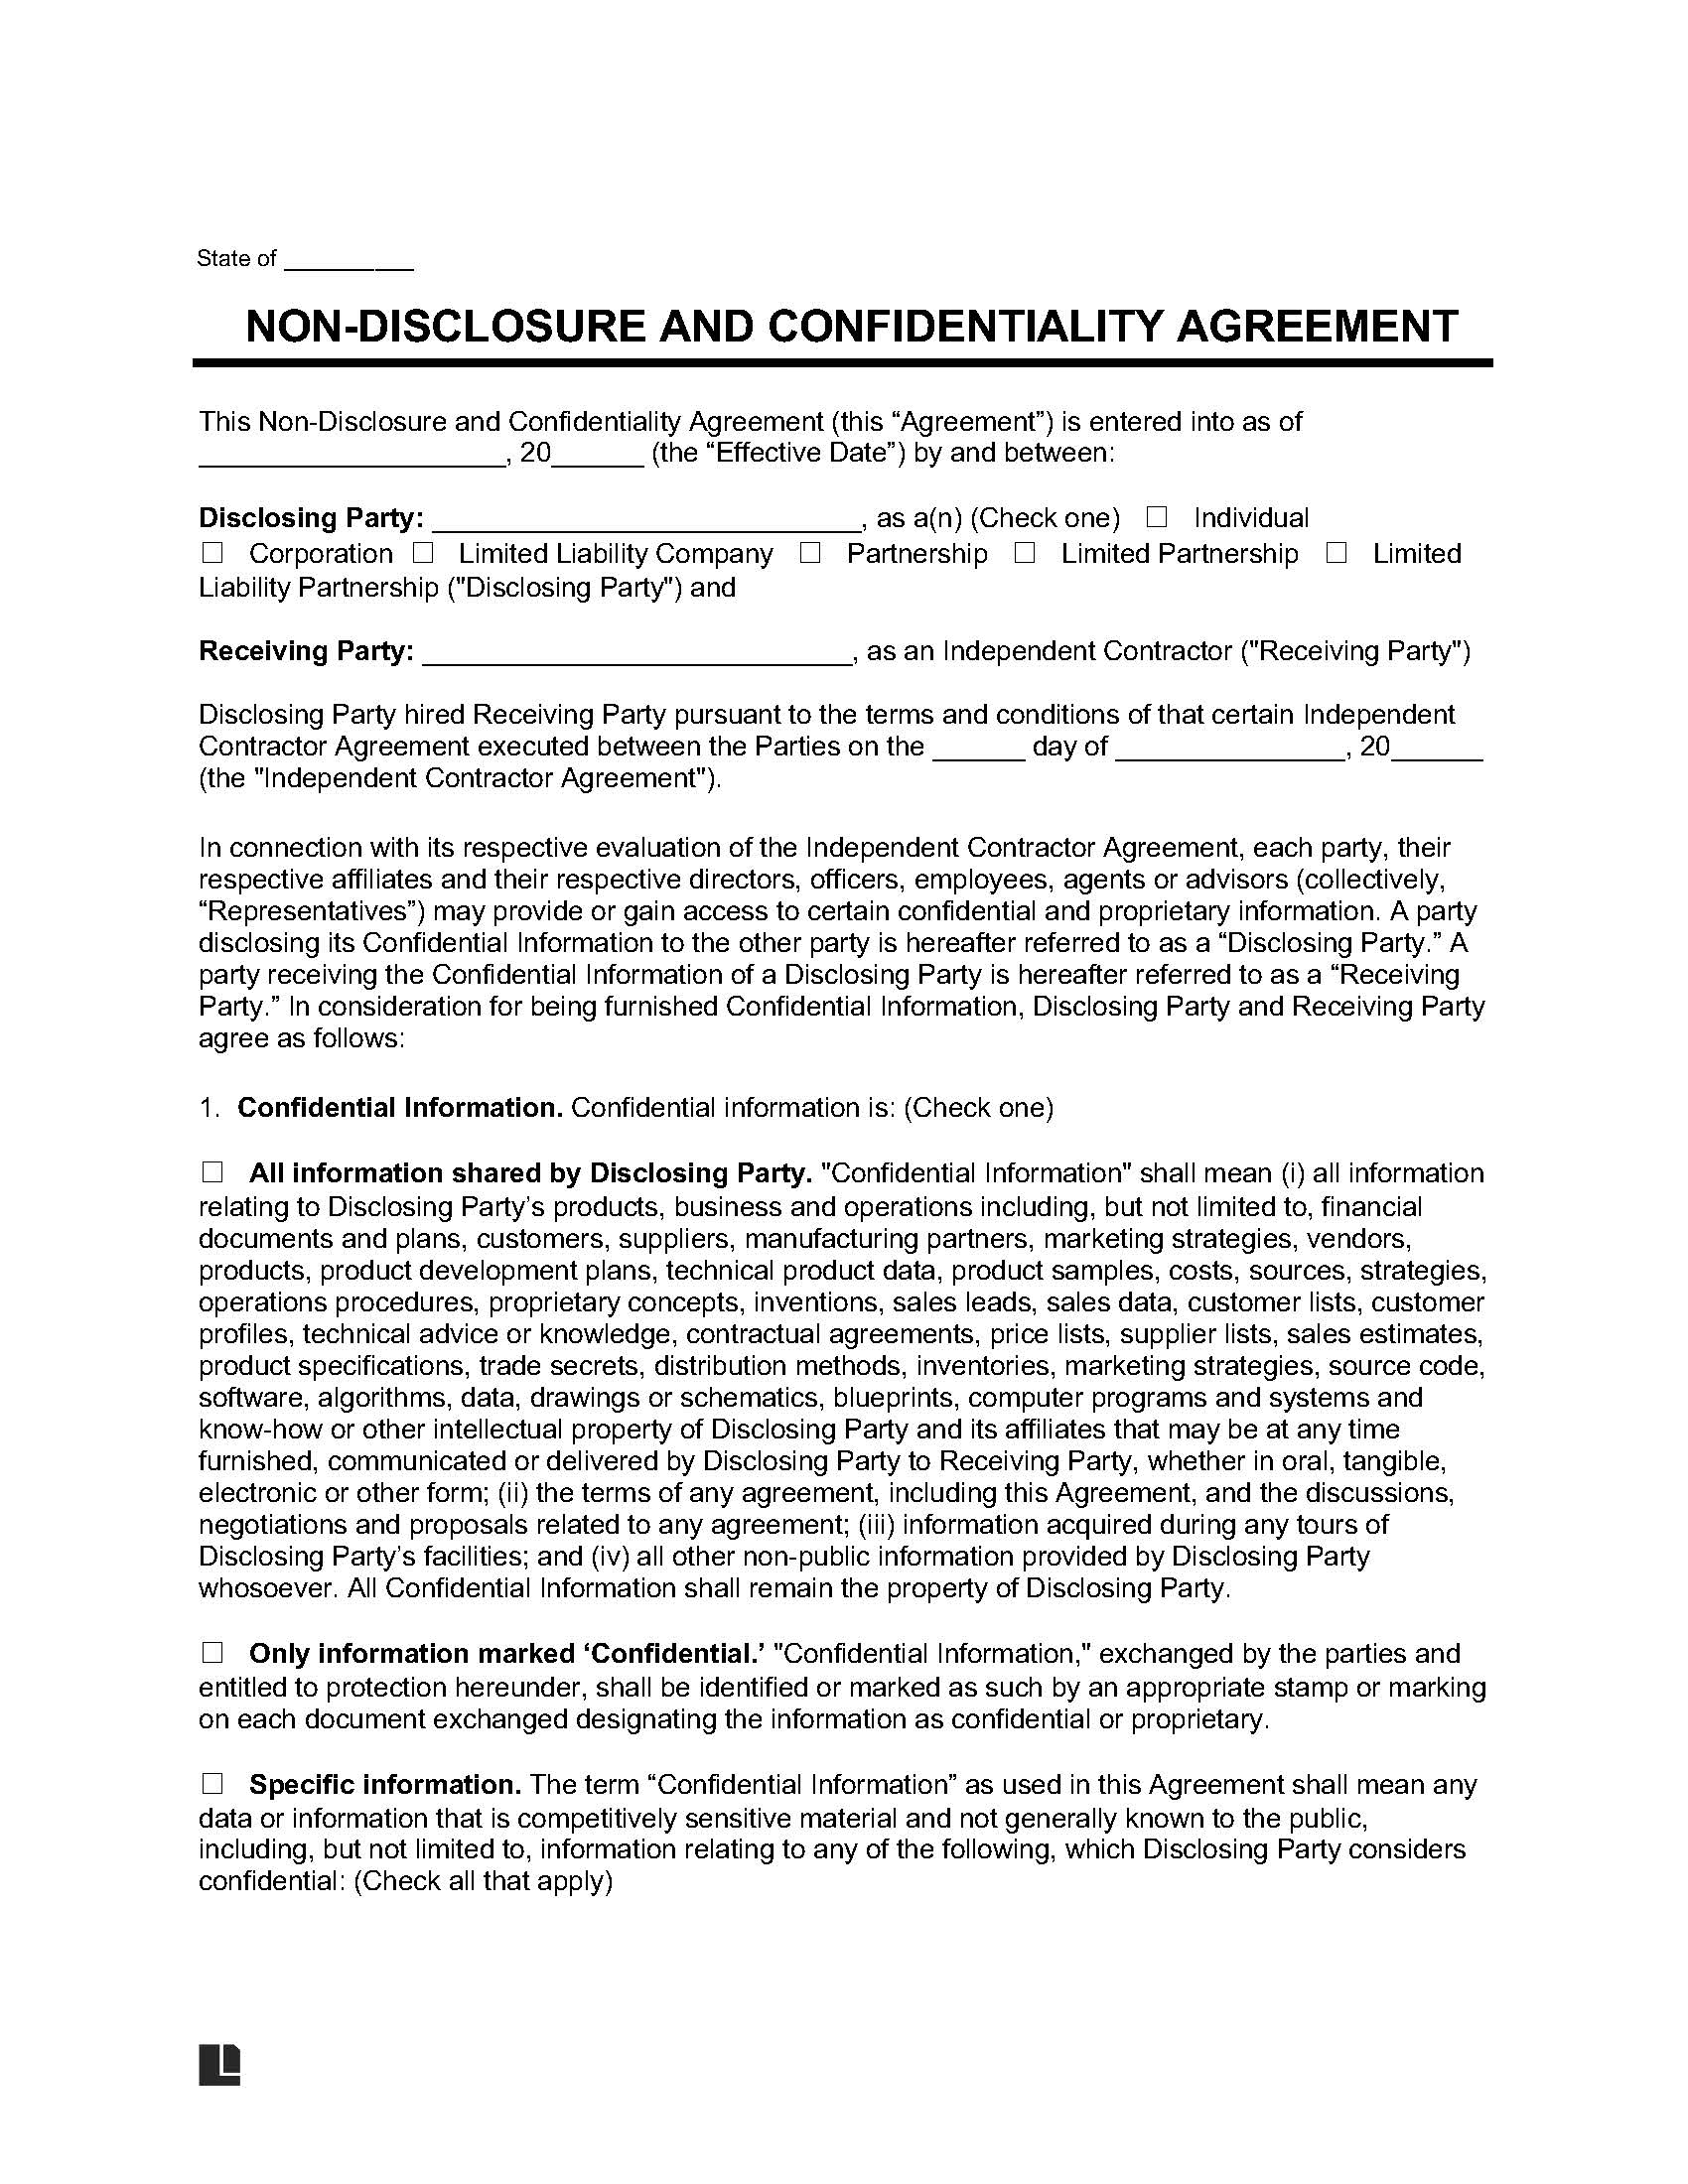 State of __________
NON-DISCLOSURE AND CONFIDENTIALITY AGREEMENT
This Non-Disclosure and Confidentiality Agreement (this “Agreement”) is entered into as of
____________________, 20______ (the “Effective Date”) by and between:
Disclosing Party: ____________________________, as a(n) (Check one) ☐ Individual
☐ Corporation ☐ Limited Liability Company ☐ Partnership ☐ Limited Partnership ☐ Limited
Liability Partnership ("Disclosing Party") and
Receiving Party: ____________________________, as an Independent Contractor ("Receiving Party")
Disclosing Party hired Receiving Party pursuant to the terms and conditions of that certain Independent
Contractor Agreement executed between the Parties on the ______ day of _______________, 20______
(the "Independent Contractor Agreement").
In connection with its respective evaluation of the Independent Contractor Agreement, each party, their
respective affiliates and their respective directors, officers, employees, agents or advisors (collectively,
“Representatives”) may provide or gain access to certain confidential and proprietary information. A party
disclosing its Confidential Information to the other party is hereafter referred to as a “Disclosing Party.” A
party receiving the Confidential Information of a Disclosing Party is hereafter referred to as a “Receiving
Party.” In consideration for being furnished Confidential Information, Disclosing Party and Receiving Party
agree as follows:
1. Confidential Information. Confidential information is: (Check one)
☐ All information shared by Disclosing Party. "Confidential Information" shall mean (i) all information
relating to Disclosing Party’s products, business and operations including, but not limited to, financial
documents and plans, customers, suppliers, manufacturing partners, marketing strategies, vendors,
products, product development plans, technical product data, product samples, costs, sources, strategies,
operations procedures, proprietary concepts, inventions, sales leads, sales data, customer lists, customer
profiles, technical advice or knowledge, contractual agreements, price lists, supplier lists, sales estimates,
product specifications, trade secrets, distribution methods, inventories, marketing strategies, source code,
software, algorithms, data, drawings or schematics, blueprints, computer programs and systems and
know-how or other intellectual property of Disclosing Party and its affiliates that may be at any time
furnished, communicated or delivered by Disclosing Party to Receiving Party, whether in oral, tangible,
electronic or other form; (ii) the terms of any agreement, including this Agreement, and the discussions,
negotiations and proposals related to any agreement; (iii) information acquired during any tours of
Disclosing Party’s facilities; and (iv) all other non-public information provided by Disclosing Party
whosoever. All Confidential Information shall remain the property of Disclosing Party.
☐ Only information marked ‘Confidential.’ "Confidential Information," exchanged by the parties and
entitled to protection hereunder, shall be identified or marked as such by an appropriate stamp or marking
on each document exchanged designating the information as confidential or proprietary.
☐ Specific information. The term “Confidential Information” as used in this Agreement shall mean any
data or information that is competitively sensitive material and not generally known to the public,
including, but not limited to, information relating to any of the following, which Disclosing Party considers
confidential: (Check all that apply)